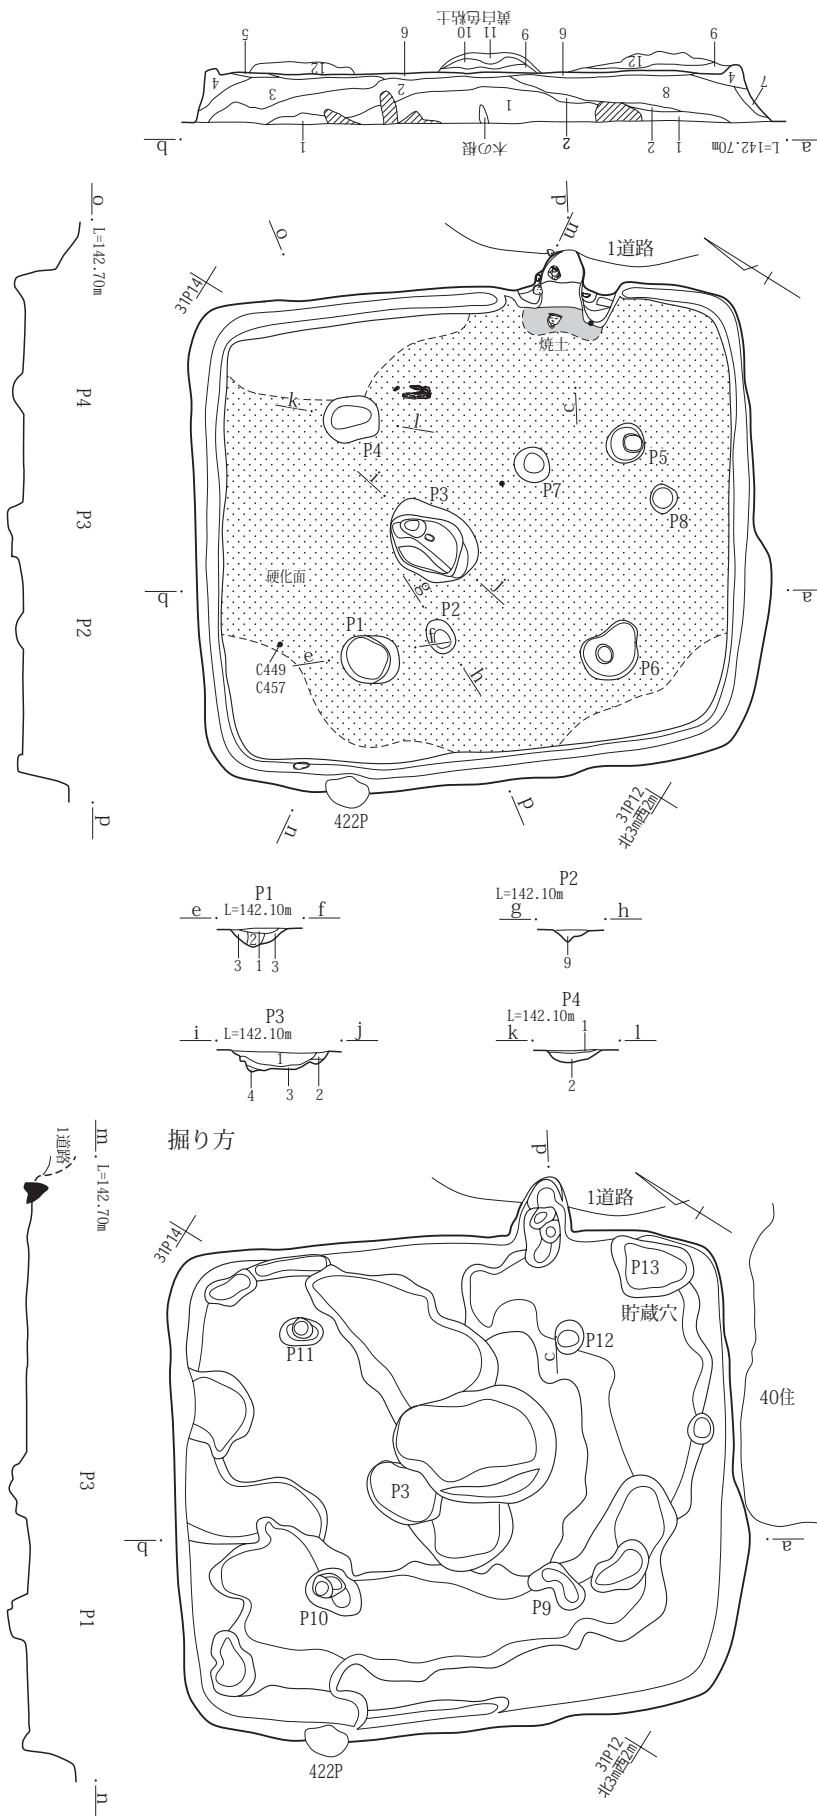 黄白色粘土
5 12 6 10 11 9 6 12 9
4 3 2 1 8 4 7
b 1 木の根 2 2 1 L=142.70m a
o L=142.70m
o
d
m
1道路
31P14
焼土
k
l
c
P4
P5
P7
i
P3
P8
硬化面
b
g
j
a
P1
P2
f
e
h
C449
C457
P6
n
d
422P
31P12
北3m西2m
P4
P3
P2
p
P1
e L=142.10m f
2
3 1 3
P2
L=142.10m
g h
9
P3
i L=142.10m j
1
4 3 2
P4
L=142.10m
k 1 l
2
m L=142.70m
1道路
掘り方
d
1道路
31P14
P13
貯蔵穴
P11
P12
c
40住
P3
b
a
P10
P9
422P
31P12
北3m西2m
P3
P1
n